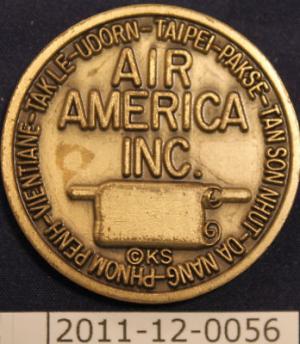 VIENTIANE-TAKLE-UDORN-TAIPEI-PAKSE-TAN SON NHUT-DA NANG-PHNOM PENH-
AIR
AMERICA
INC.
©KS
2011-12-0056